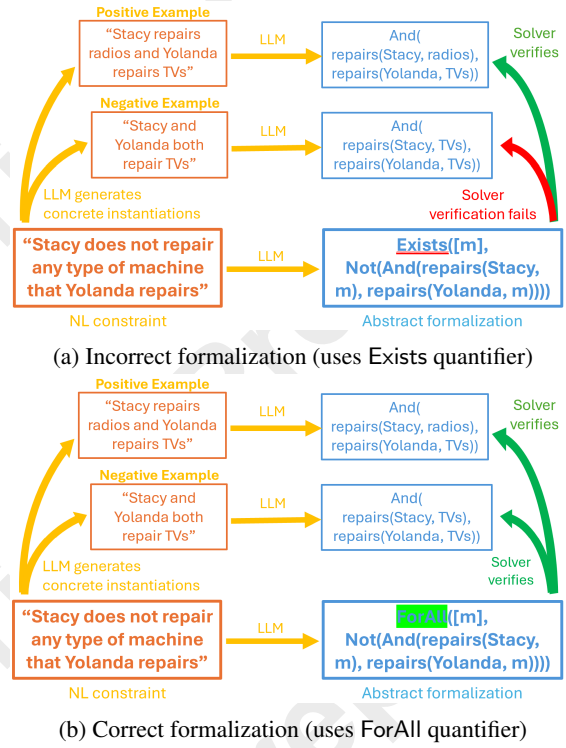 Positive Example
“Stacy repairs
radios and Yolanda
repairs TVs”
LLM
And(
repairs(Stacy, radios),
repairs(Yolanda, TVs))
Solver
verifies
Negative Example
“Stacy and
Yolanda both
repair TVs”
LLM
And(
repairs(Stacy, TVs),
repairs(Yolanda, TVs))
LLM generates
concrete instantiations
Solver
verification fails
“Stacy does not repair
any type of machine
that Yolanda repairs”
LLM
Exists([m],
Not(And(repairs(Stacy,
m), repairs(Yolanda, m))))
NL constraint
Abstract formalization
(a) Incorrect formalization (uses Exists quantifier)
Positive Example
“Stacy repairs
radios and Yolanda
repairs TVs”
LLM
And(
repairs(Stacy, radios),
repairs(Yolanda, TVs))
Solver
verifies
Negative Example
“Stacy and
Yolanda both
repair TVs”
LLM
And(
repairs(Stacy, TVs),
repairs(Yolanda, TVs))
LLM generates
concrete instantiations
Solver
verifies
“Stacy does not repair
any type of machine
that Yolanda repairs”
LLM
ForAll([m],
Not(And(repairs(Stacy,
m), repairs(Yolanda, m))))
NL constraint
Abstract formalization
(b) Correct formalization (uses ForAll quantifier)